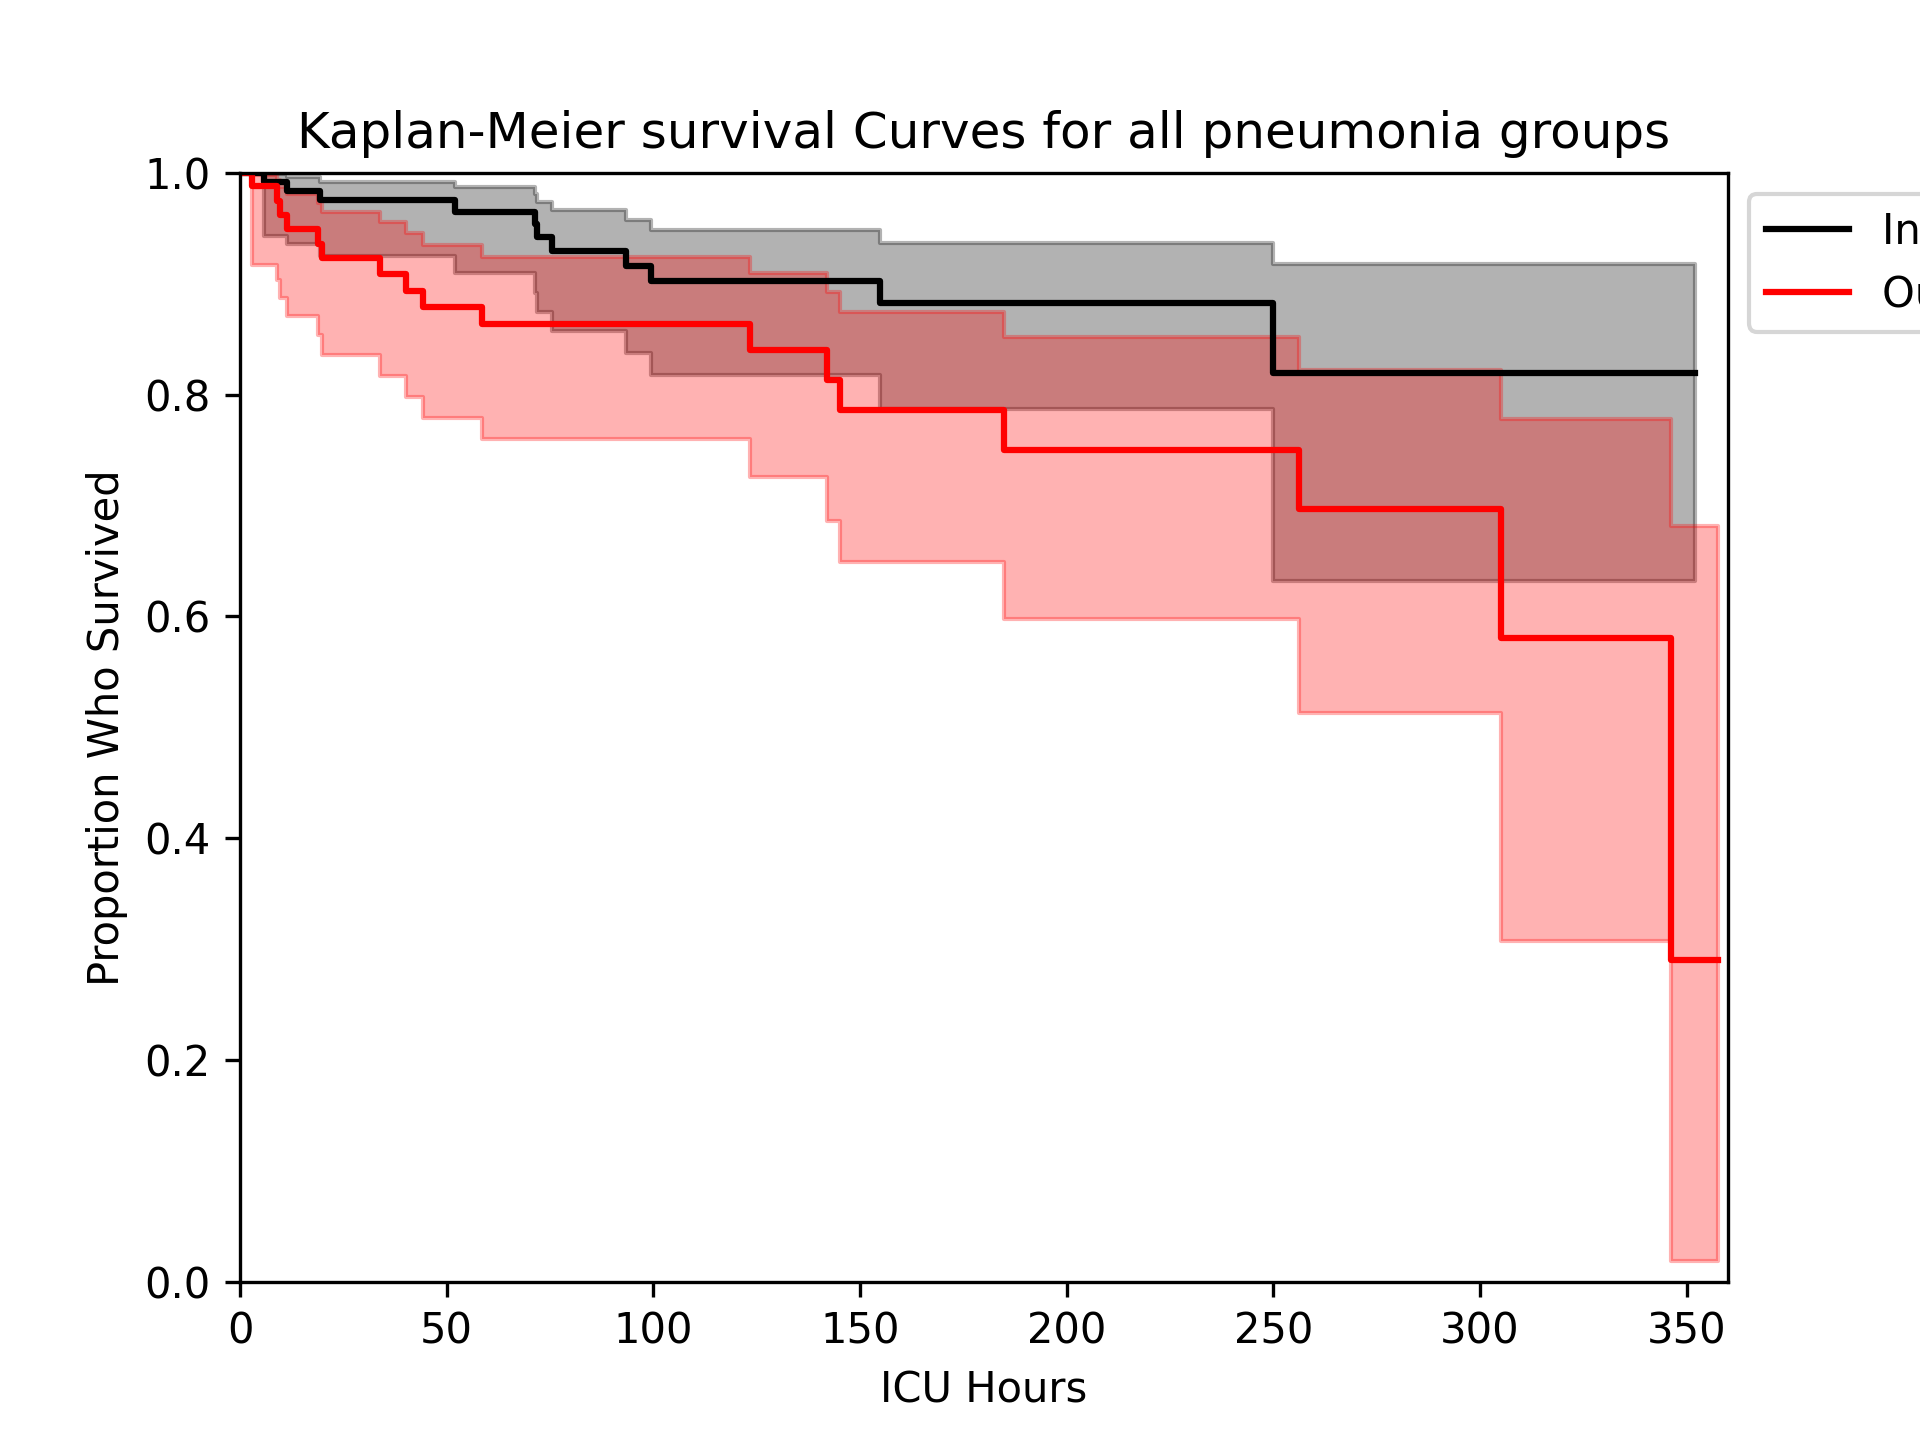 Kaplan-Meier survival Curves for all pneumonia groups
1.0
0.8
0.6
0.4
0.2
0.0
Proportion Who Survived
0 50 100 150 200 250 300 350
ICU Hours